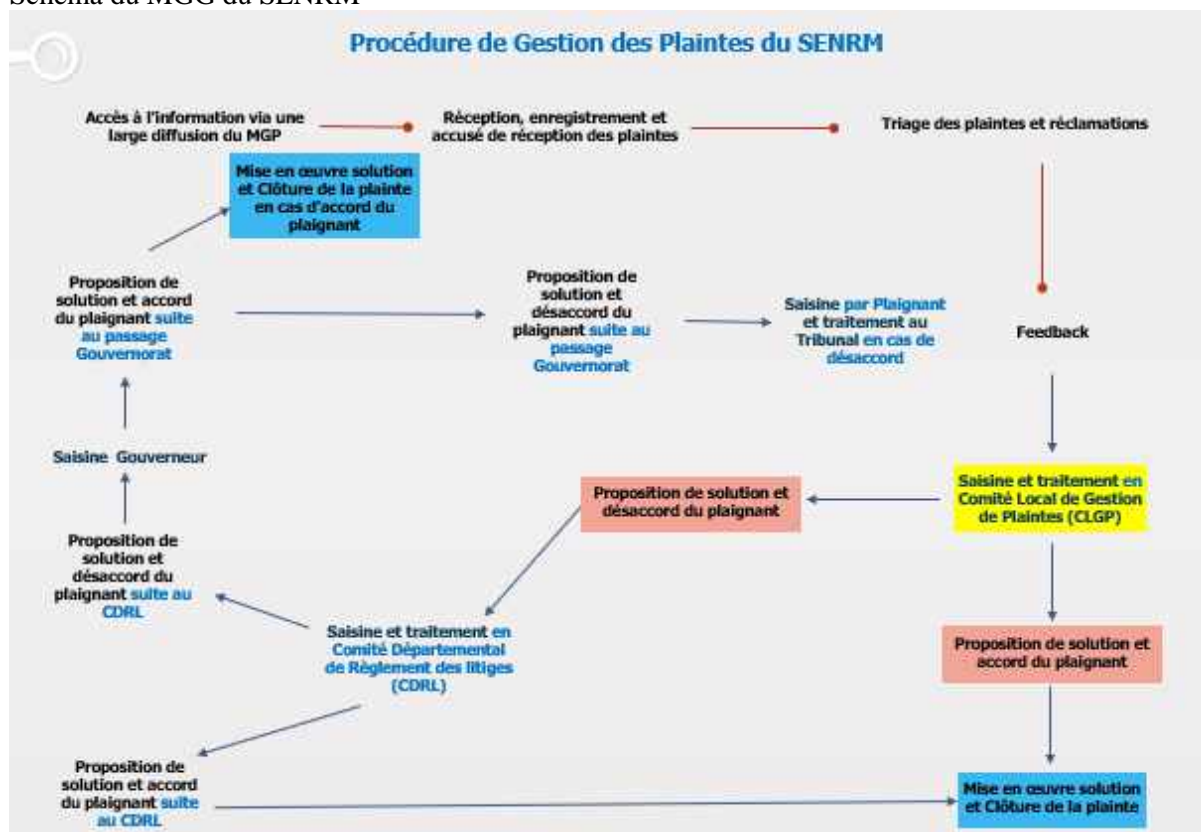 Schéma du MGG du SENRM
Procédure de Gestion des Plaintes du SENRM
Accès à l'information via une
large diffusion du MGP
Réception, enregistrement et
accusé de réception des plaintes
Triage des plaintes et réclamations
Mise en œuvre solution
et Clôture de la plainte
en cas d'accord du
plaignant
Proposition de
solution et accord
du plaignant suite
au passage
Gouvernorat
Proposition de
solution et
désaccord du
plaignant suite au
passage
Gouvernorat
Saisine par Plaignant
et traitement au
Tribunal en cas de
désaccord
Feedback
Saisine Gouverneur
Proposition de solution et
désaccord du plaignant
Saisine et traitement en
Comité Local de Gestion
de Plaintes (CLGP)
Proposition de
solution et
désaccord du
plaignant suite au
CDRL
Saisine et traitement en
Comité Départemental
de Règlement des litiges
(CDRL)
Proposition de solution et
accord du plaignant
Proposition de
solution et accord
du plaignant suite
au CDRL
Mise en œuvre solution
et Clôture de la plainte